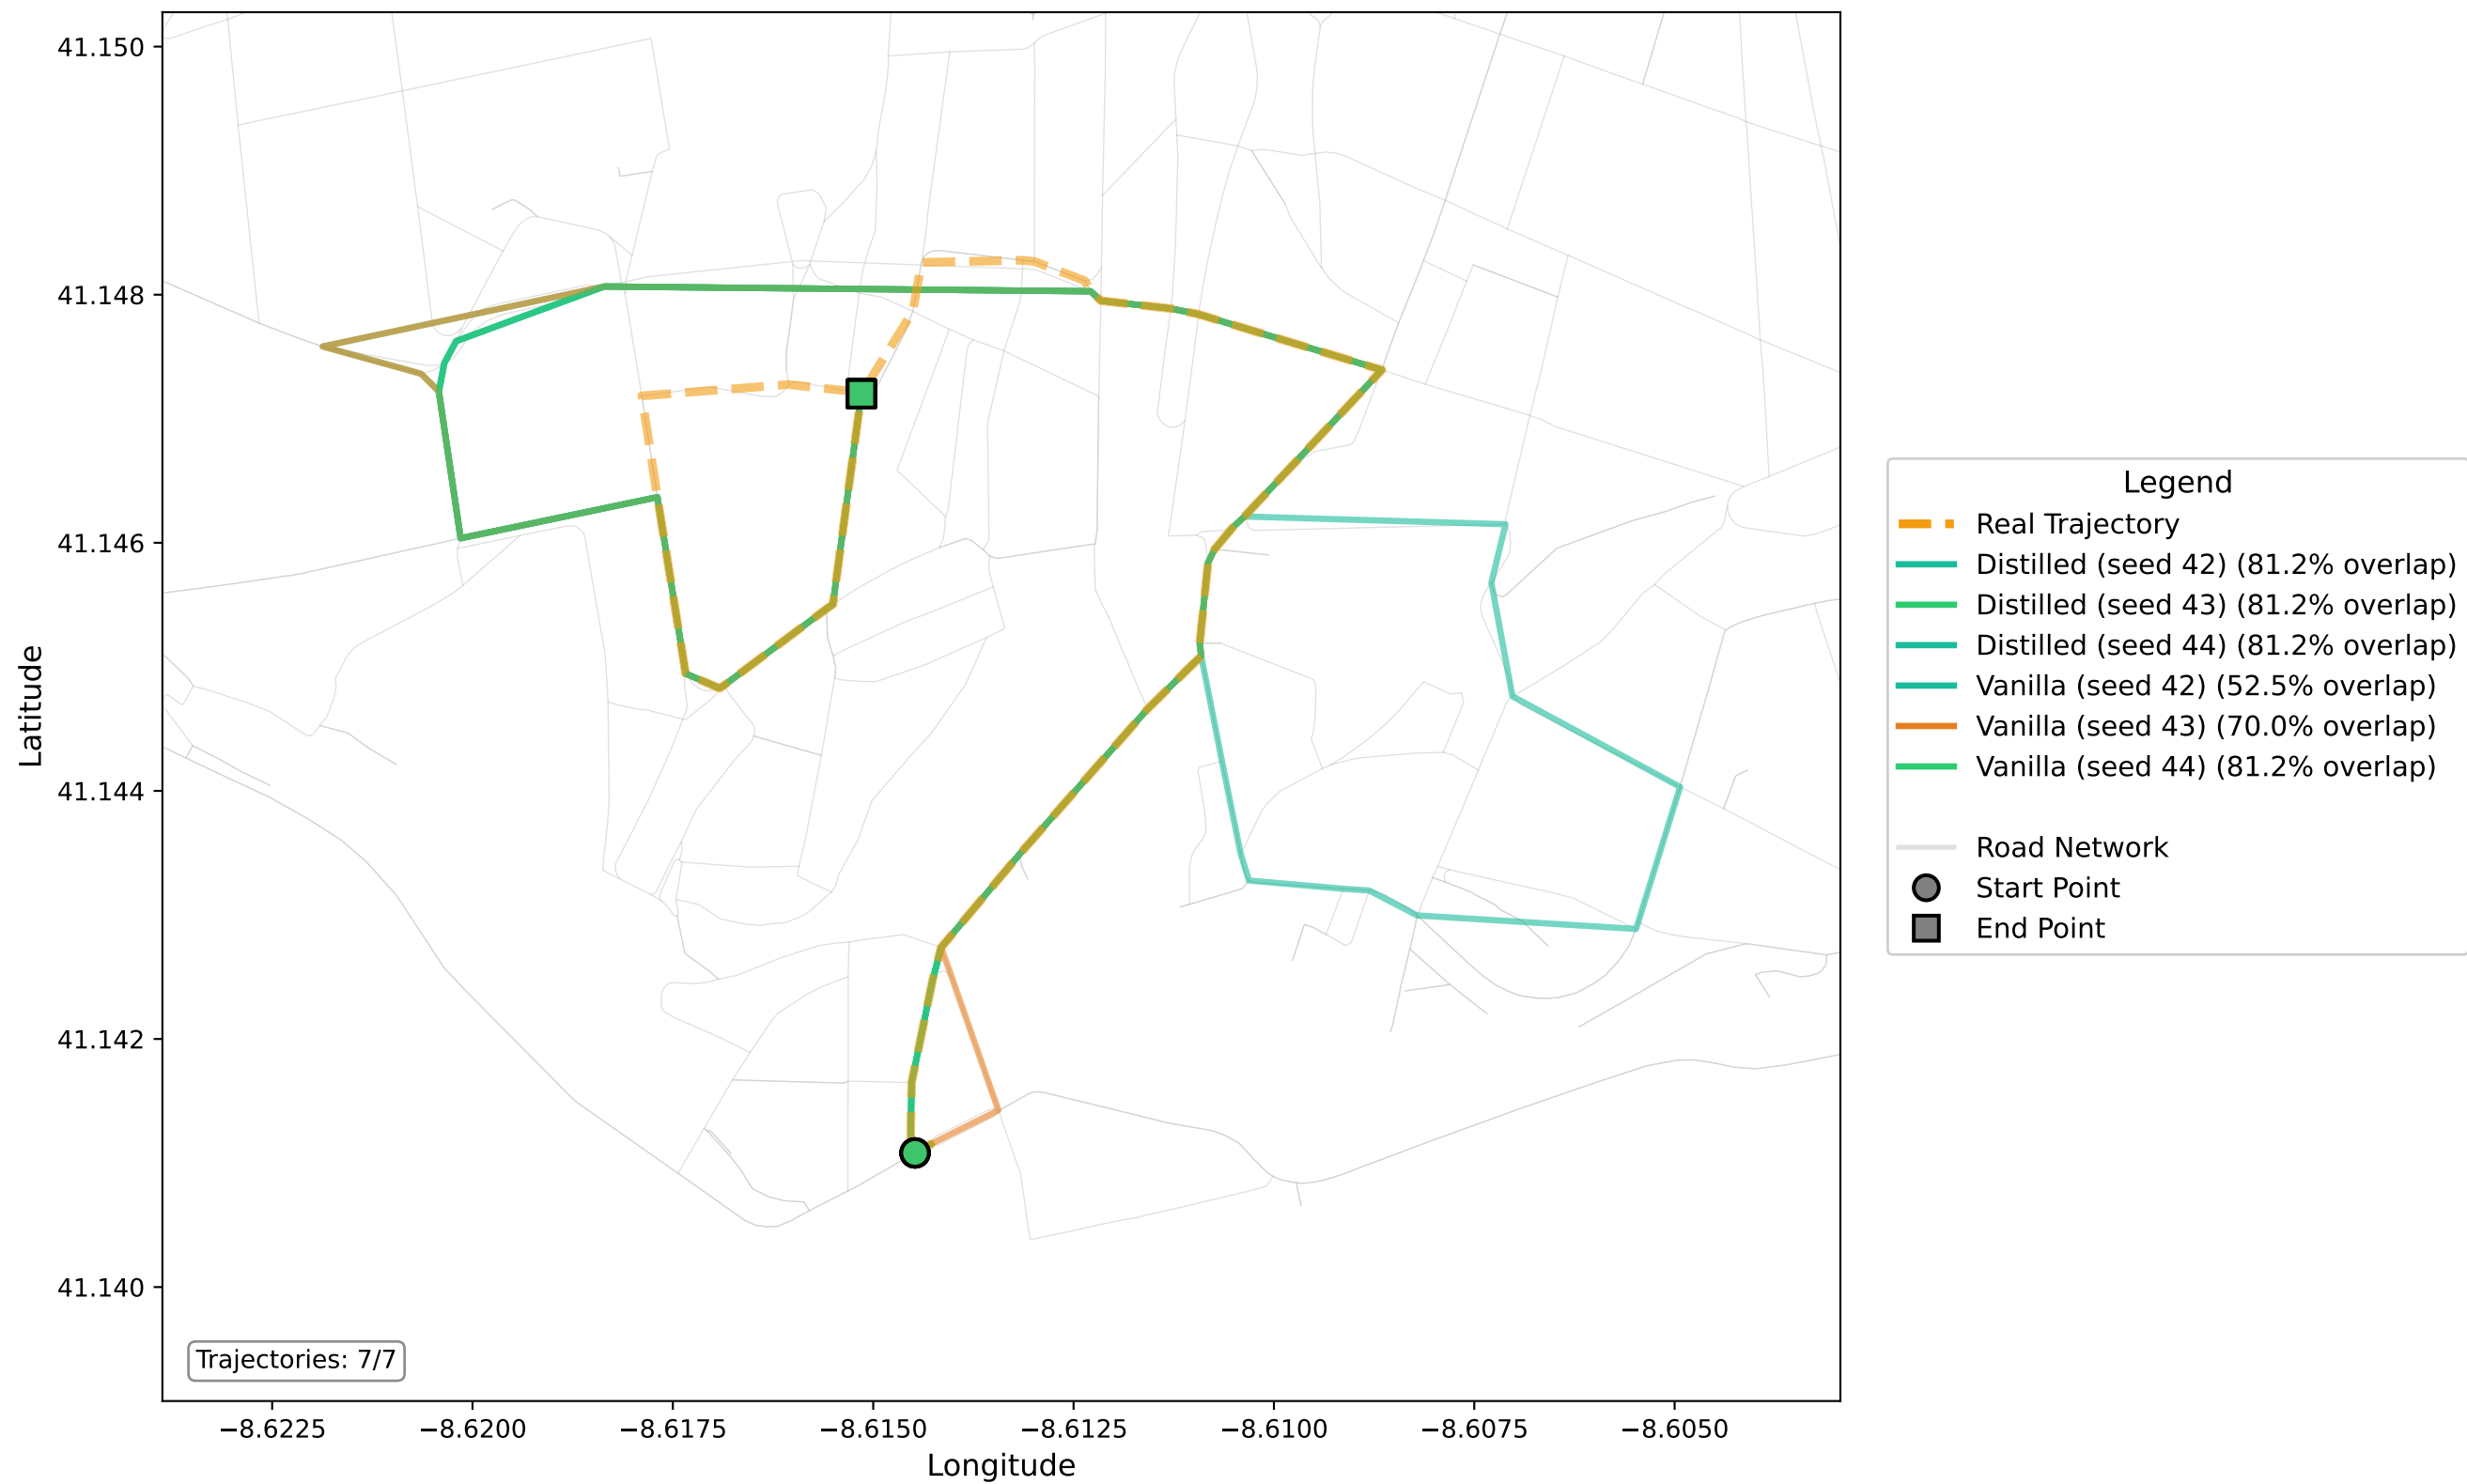 41.150
41.148
41.146
41.144
41.142
41.140
Latitude
−8.6225
−8.6200
−8.6175
−8.6150
−8.6125
−8.6100
−8.6075
−8.6050
Longitude
Trajectories: 7/7
Legend
Real Trajectory
Distilled (seed 42) (81.2% overlap)
Distilled (seed 43) (81.2% overlap)
Distilled (seed 44) (81.2% overlap)
Vanilla (seed 42) (52.5% overlap)
Vanilla (seed 43) (70.0% overlap)
Vanilla (seed 44) (81.2% overlap)
Road Network
Start Point
End Point